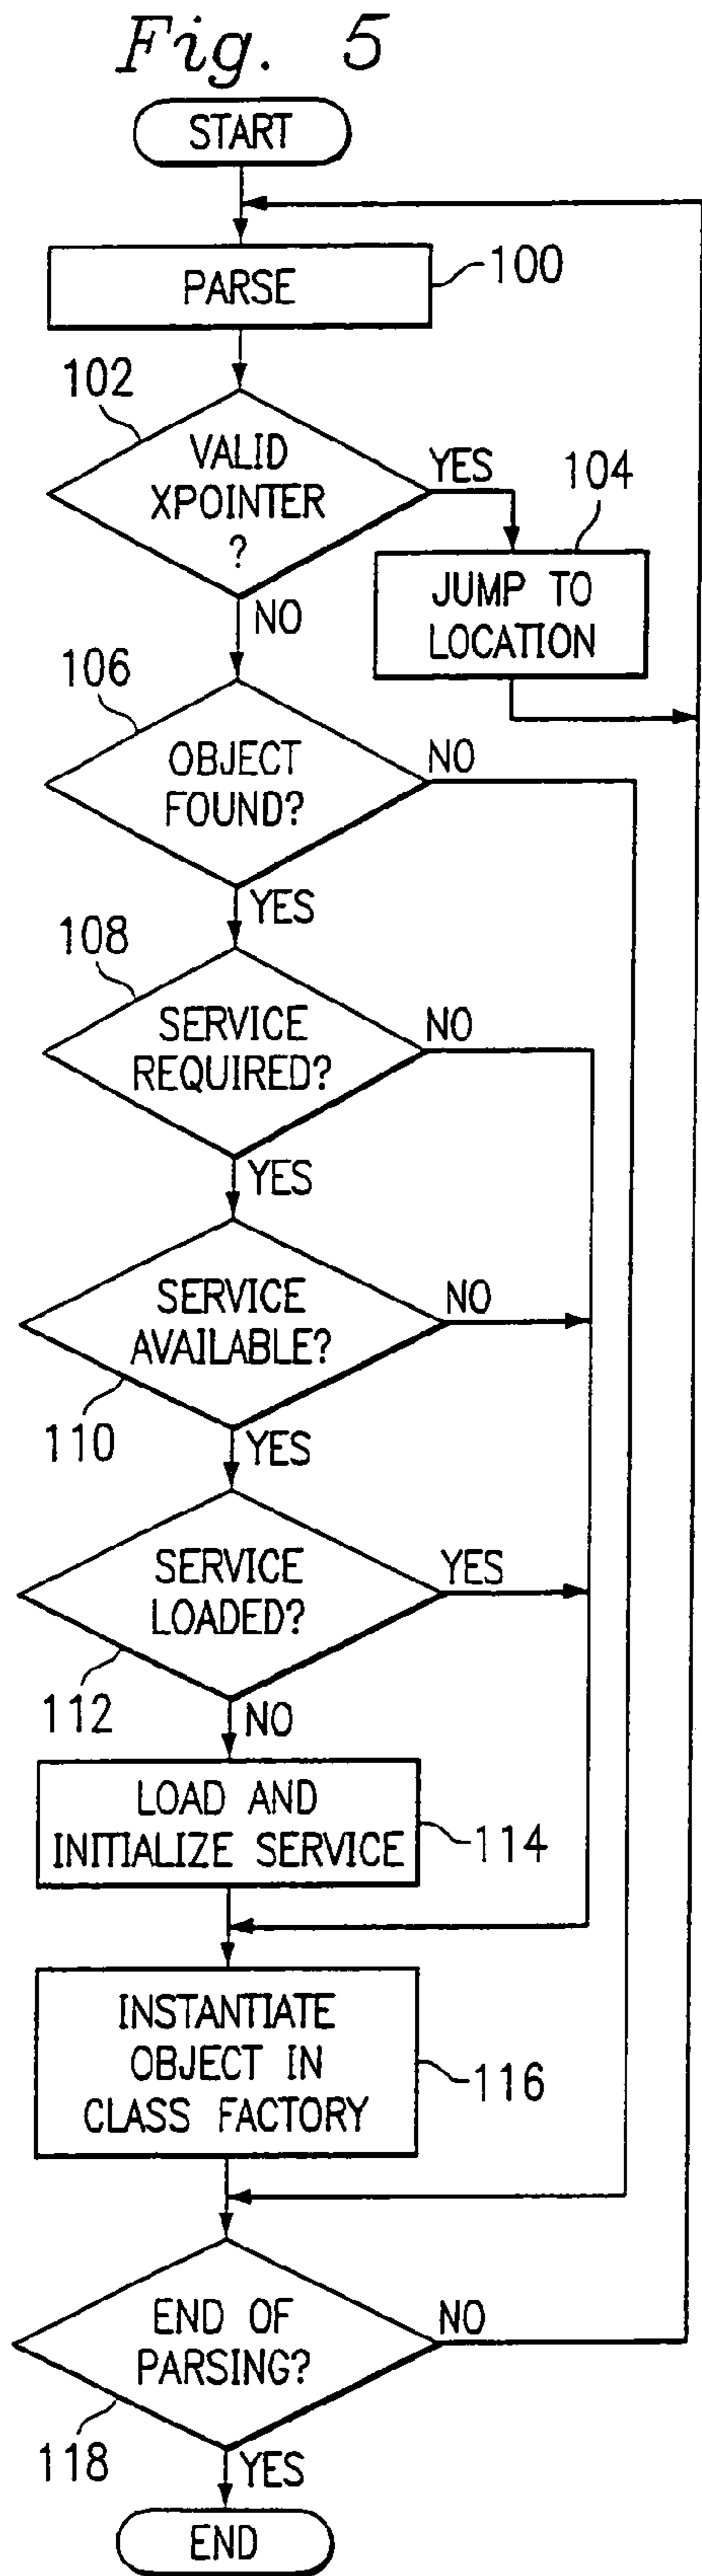 Fig. 5
START
PARSE
100
102
VALID
XPOINTER
?
YES
104
JUMP TO
LOCATION
NO
106
OBJECT
FOUND?
NO
YES
108
SERVICE
REQUIRED?
NO
YES
SERVICE
AVAILABLE?
NO
110
YES
SERVICE
LOADED?
YES
112
NO
LOAD AND
INITIALIZE SERVICE
114
INSTANTIATE
OBJECT IN
CLASS FACTORY
116
END OF
PARSING?
NO
118
YES
END